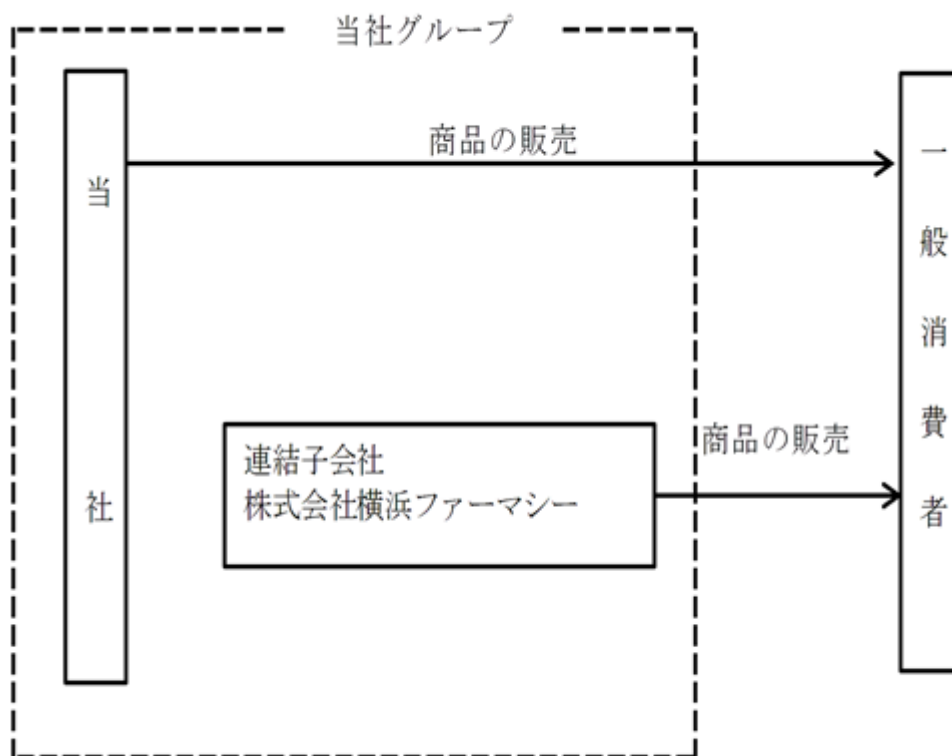 当社グループ
商品の販売
当社
連結子会社
株式会社横浜ファーマシー
商品の販売
一般消費者